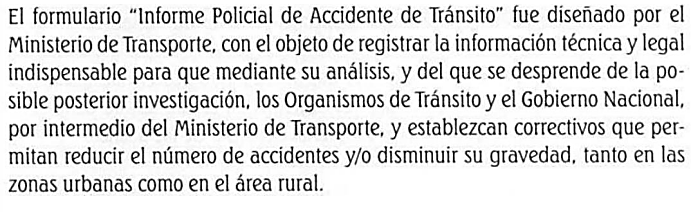 El formulario “Informe Policial de Accidente de Tránsito” fue diseñado por el
Ministerio de Transporte, con el objeto de registrar la información técnica y legal
indispensable para que mediante su análisis, y del que se desprende de la po-
sible posterior investigación, los Organismos de Tránsito y el Gobierno Nacional,
por intermedio del Ministerio de Transporte, y establezcan correctivos que per-
mitan reducir el número de accidentes y/o disminuir su gravedad, tanto en las
zonas urbanas como en el área rural.